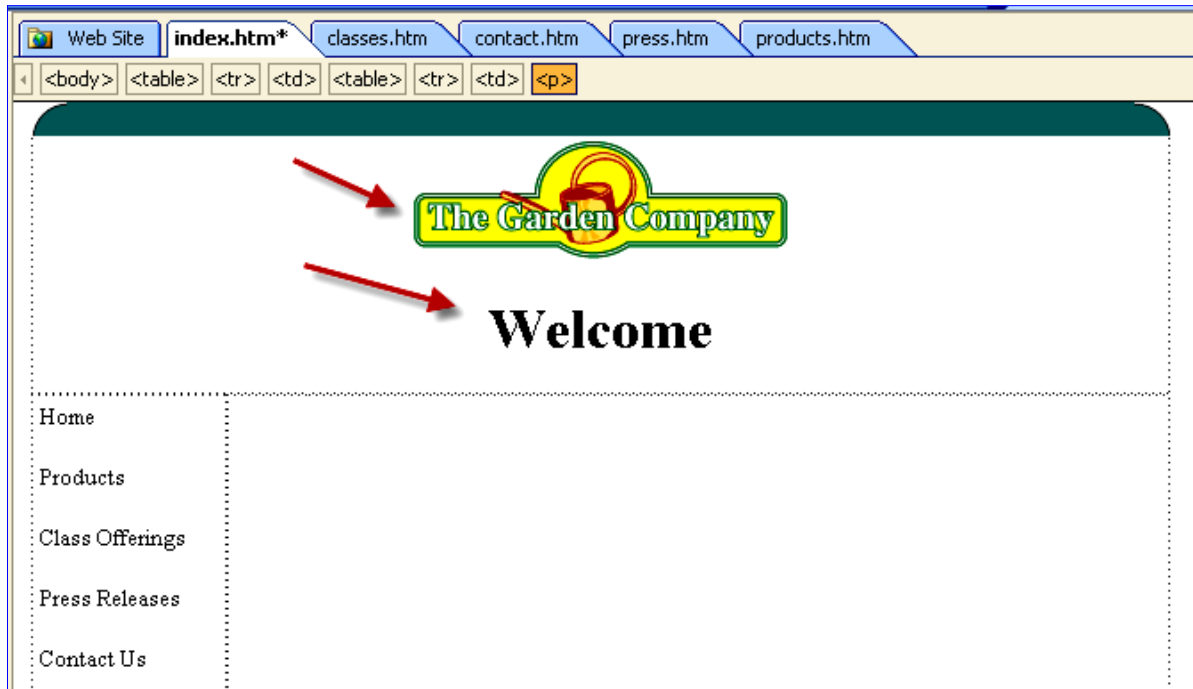 Web Site index.htm* classes.htm contact.htm press.htm products.htm
<body> <table> <tr> <td> <table> <tr> <td> <p>
The Garden Company
Welcome
Home
Products
Class Offerings
Press Releases
Contact Us